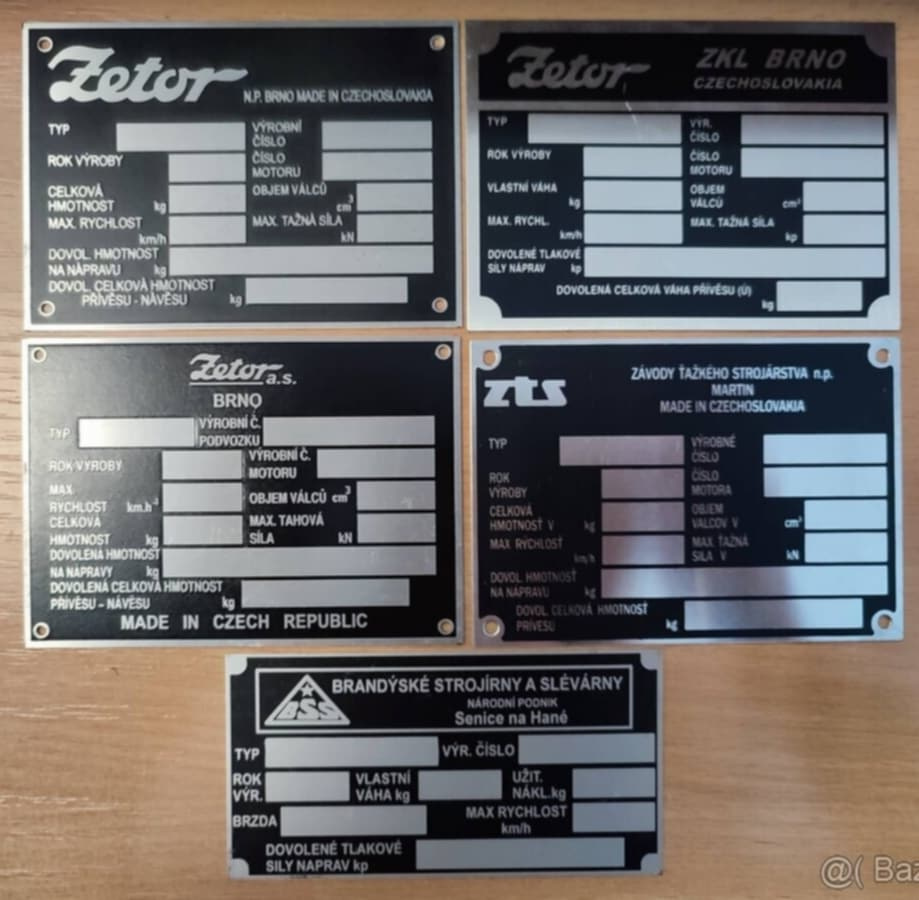 Zetor
N.P. BRNO MADE IN CZECHOSLOVAKIA
TYP
VÝROBNÍ ČÍSLO
ROK VÝROBY
ČÍSLO MOTORU
CELKOVÁ HMOTNOST kg
OBJEM VÁLCŮ cm³
MAX. RYCHLOST km/h
MAX. TAŽNÁ SÍLA kN
DOVOL. HMOTNOST
NA NÁPRAVU kg
DOVOL. CELKOVÁ HMOTNOST
PŘÍVĚSU - NÁVĚSU kg
Zetor ZKL BRNO
CZECHOSLOVAKIA
TYP
VÝR. ČÍSLO
ROK VÝROBY
ČÍSLO MOTORU
VLASTNÍ VÁHA kg
OBJEM VÁLCŮ cm³
MAX. RYCHL. km/h
MAX. TAŽNÁ SÍLA kp
DOVOLENÉ TLAKOVÉ
SÍLY NÁPRAV kp
DOVOLENÁ CELKOVÁ VÁHA PŘÍVĚSU (Ú)
kg
Zetor a.s.
BRNO
TYP
VÝROBNÍ Č. PODVOZKU
ROK VÝROBY
VÝROBNÍ Č. MOTORU
MAX RYCHLOST km.h⁻¹
OBJEM VÁLCŮ cm³
CELKOVÁ HMOTNOST kg
MAX. TAHOVÁ SÍLA kN
DOVOLENÁ HMOTNOST
NA NÁPRAVY kg
DOVOLENÁ CELKOVÁ HMOTNOST
PŘÍVĚSU - NÁVĚSU kg
MADE IN CZECH REPUBLIC
zts
ZÁVODY ŤAŽKÉHO STROJÁRSTVA n.p.
MARTIN
MADE IN CZECHOSLOVAKIA
TYP
VÝROBNÉ ČÍSLO
ROK VÝROBY
ČÍSLO MOTORA
CELKOVÁ HMOTNOSŤ V kg
OBJEM VALCOV V cm³
MAX RÝCHLOSŤ km/h
MAX ŤAŽNÁ SILA V kN
DOVOL. HMOTNOSŤ
NA NÁPRAVU kg
DOVOL. CELKOVÁ HMOTNOSŤ
PRÍVESU kg
BSS
BRANDÝSKÉ STROJÍRNY A SLÉVÁRNY
NÁRODNÍ PODNIK
Senice na Hané
TYP
VÝR. ČÍSLO
ROK VÝR.
VLASTNÍ VÁHA kg
UŽIT. NÁKL.kg
BRZDA
MAX RYCHLOST km/h
DOVOLENÉ TLAKOVÉ
SILY NAPRAV kp
@( Baz